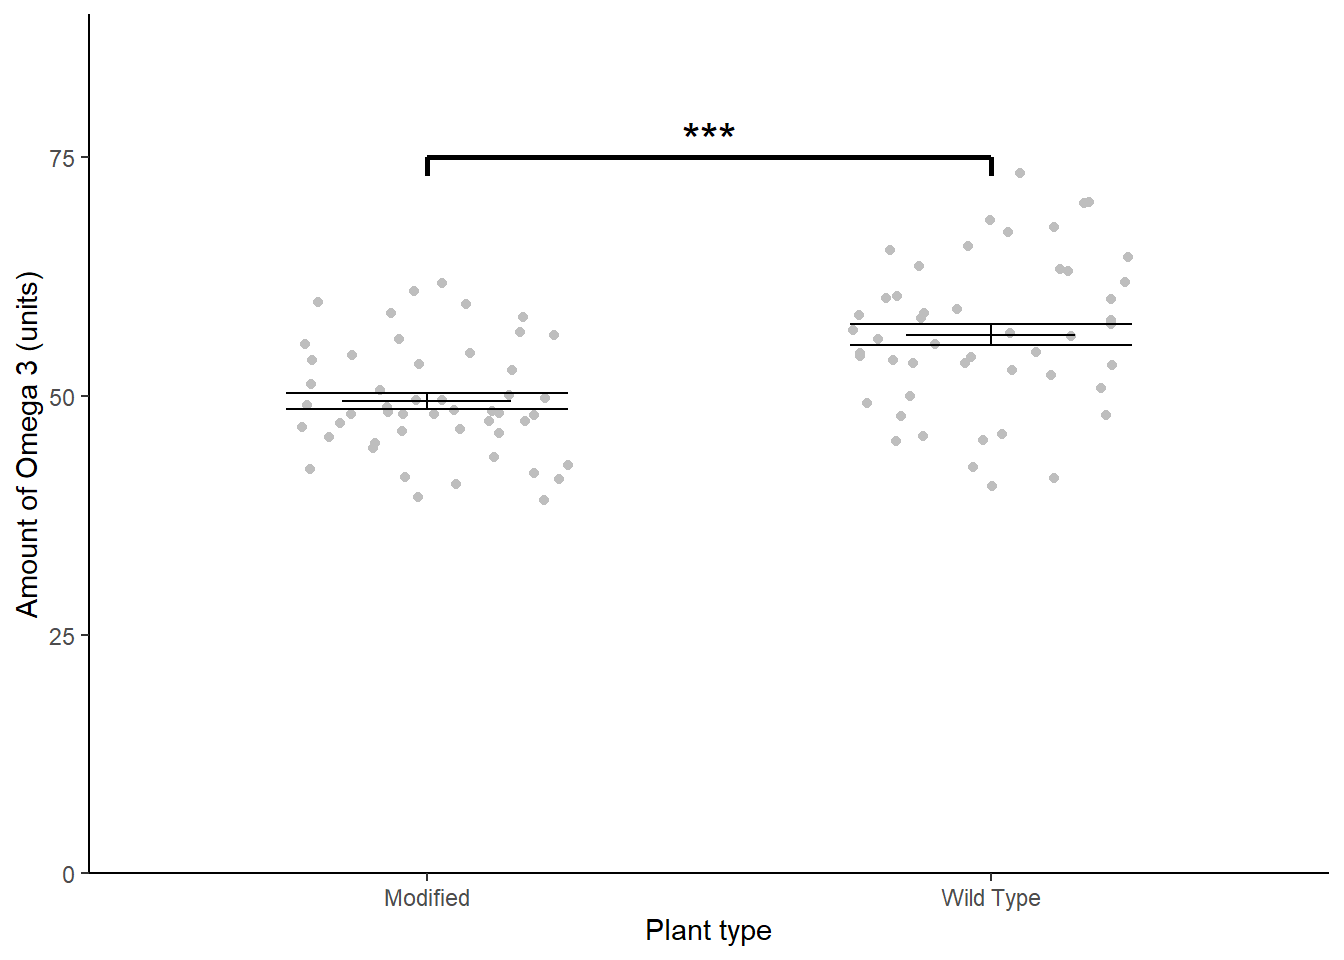 ***
75
50
25
0
Amount of Omega 3 (units)
Modified
Wild Type
Plant type